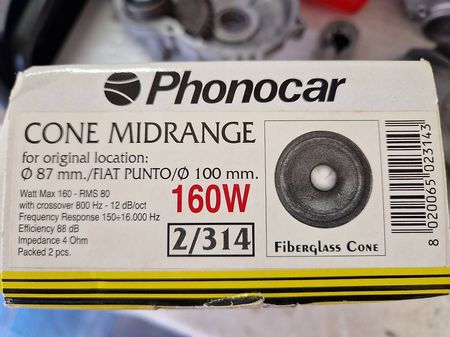 Phonocar
CONE MIDRANGE
for original location:
Ø 87 mm./FIAT PUNTO/Ø 100 mm.
Watt Max 160 - RMS 80
with crossover 800 Hz - 12 dB/oct
Frequency Response 150÷16.000 Hz
Efficiency 88 dB
Impedance 4 Ohm
Packed 2 pcs.
160W
2/314
Fiberglass Cone
8 020065 023143